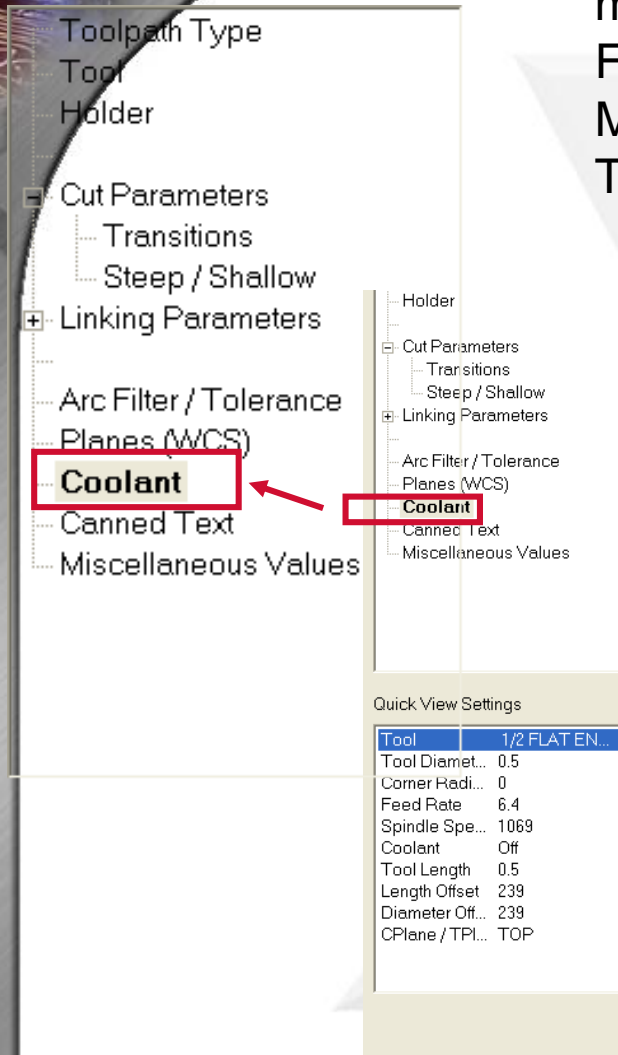 Toolpath Type
Tool
Holder
Cut Parameters
Transitions
Steep / Shallow
Linking Parameters
Arc Filter / Tolerance
Planes (WCS)
Coolant
Canned Text
Miscellaneous Values
Holder
Cut Parameters
Transitions
Steep / Shallow
Linking Parameters
Arc Filter / Tolerance
Planes (WCS)
Coolant
Canned Text
Miscellaneous Values
Quick View Settings
Tool 1/2 FLAT EN...
Tool Diamet... 0.5
Corner Radi... 0
Feed Rate 6.4
Spindle Spe... 1069
Coolant Off
Tool Length 0.5
Length Offset 239
Diameter Off... 239
CPlane / TPl... TOP